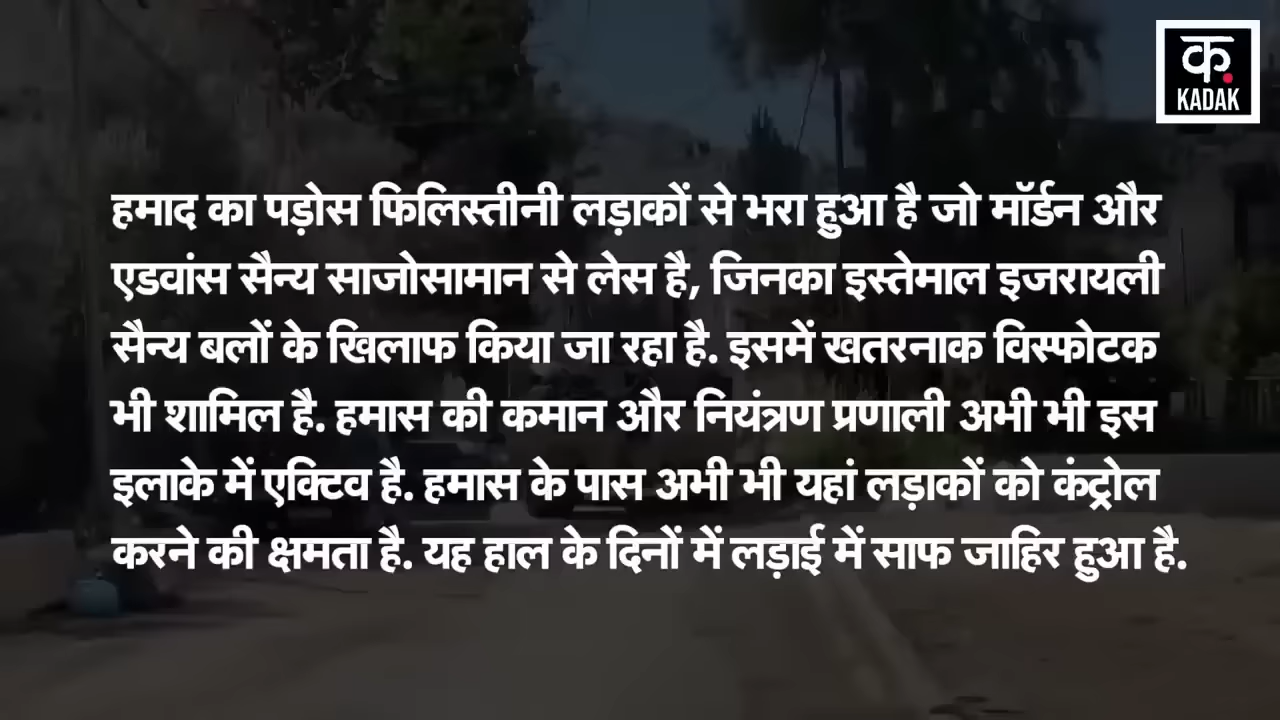 क.
KADAK
हमाद का पड़ोस फिलिस्तीनी लड़ाकों से भरा हुआ है जो मॉर्डन और
एडवांस सैन्य साजोसामान से लेस है, जिनका इस्तेमाल इजरायली
सैन्य बलों के खिलाफ किया जा रहा है. इसमें खतरनाक विस्फोटक
भी शामिल है. हमास की कमान और नियंत्रण प्रणाली अभी भी इस
इलाके में एक्टिव है. हमास के पास अभी भी यहां लड़ाकों को कंट्रोल
करने की क्षमता है. यह हाल के दिनों में लड़ाई में साफ जाहिर हुआ है.